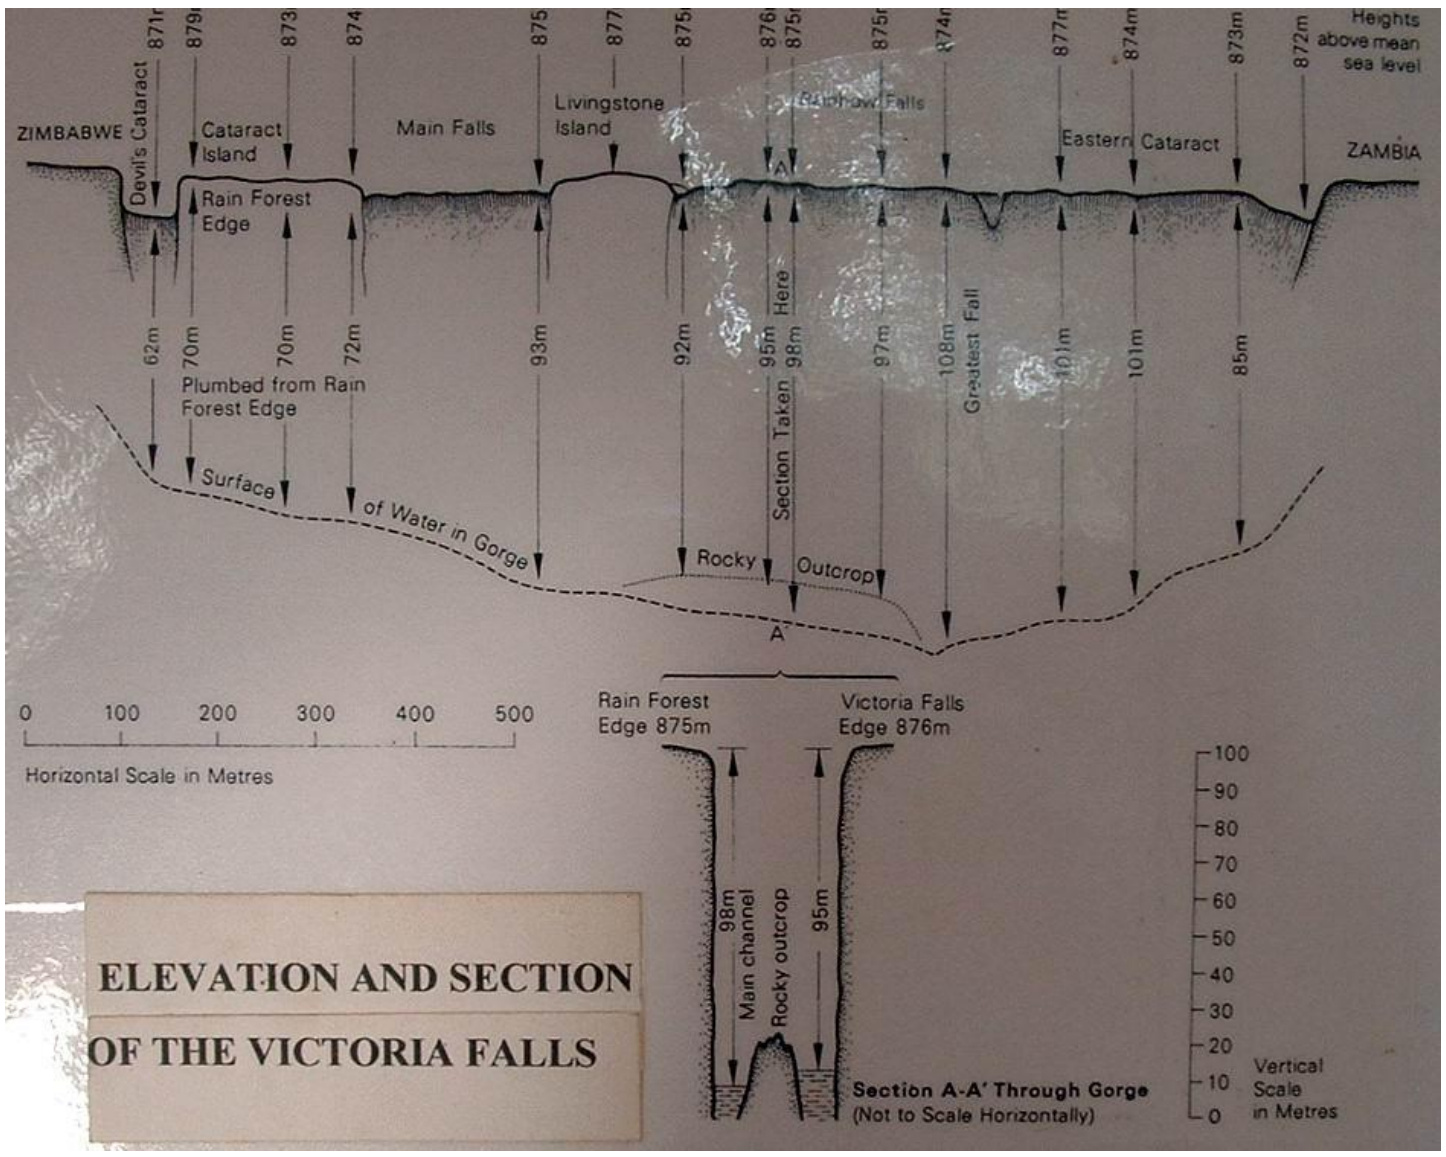 871m
879m
873m
874
875
877
875m
876m
875m
875m
874m
877m
874m
873m
872m
Heights
above mean
sea level
ZIMBABWE
Devil's Cataract
Cataract
Island
Main Falls
Livingstone
Island
Rainbow Falls
Eastern Cataract
ZAMBIA
A
Rain Forest
Edge
62m
70m
70m
72m
93m
92m
95m
Section Taken Here
98m
97m
108m
Greatest Fall
101m
101m
85m
Plumbed from Rain
Forest Edge
Surface of Water in Gorge
Rocky Outcrop
A'
Rain Forest
Edge 875m
Victoria Falls
Edge 876m
0 100 200 300 400 500
Horizontal Scale in Metres
98m
Main channel
Rocky outcrop
95m
100
90
80
70
60
50
40
30
20
10
0
Vertical
Scale
in Metres
Section A-A' Through Gorge
(Not to Scale Horizontally)
ELEVATION AND SECTION
OF THE VICTORIA FALLS